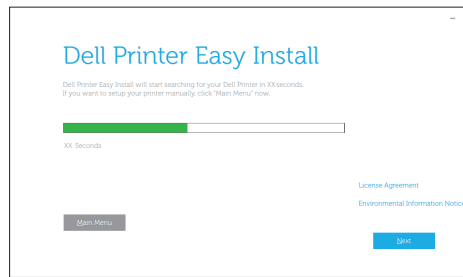 Dell Printer Easy Install
Dell Printer Easy Install will start searching for your Dell Printer in XX seconds.
If you want to setup your printer manually, click "Main Menu" now.
XX Seconds
License Agreement
Environmental Information Notice
Main Menu
Next